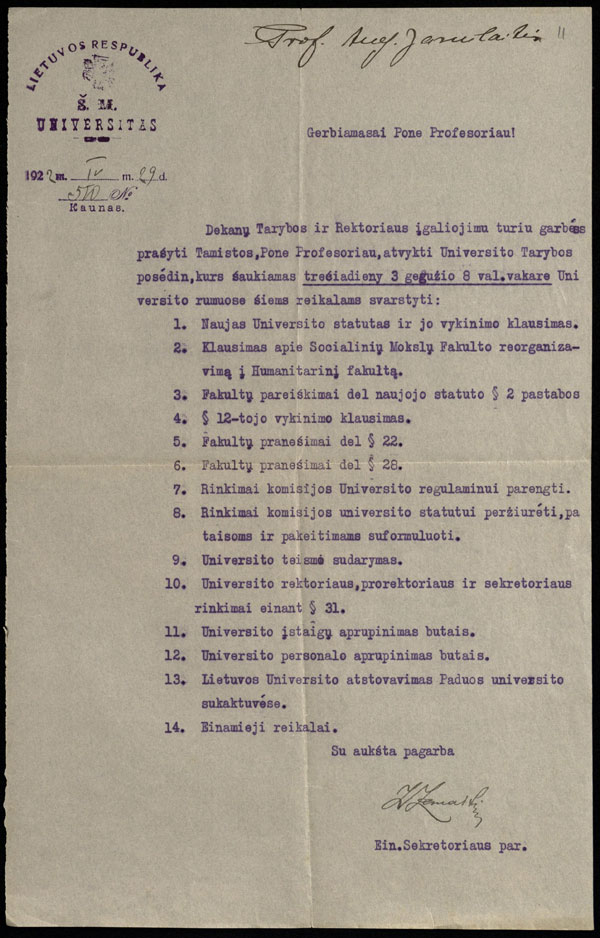 Prof. Aug. Janulaitis 11
LIETUVOS RESPUBLIKA
Š. M.
UNIVERSITAS
1922 m. IV m. 29 d.
510 №
Kaunas.
Gerbiamasai Pone Profesoriau!
Dekanų Tarybos ir Rektoriaus įgaliojimu turiu garbės
prašyti Tamistos,Pone Profesoriau,atvykti Universito Tarybos
posėdin,kurs šaukiamas trečiadieny 3 gegužio 8 val.vakare Uni
versito rumuose šiems reikalams svarstyti:
1. Naujas Universito statutas ir jo vykinimo klausimas.
2. Klausimas apie Socialinių Mokslų Fakulto reorganiza-
vimą į Humanitarinį fakultą.
3. Fakultų pareiškimai del naujojo statuto § 2 pastabos
4. § 12-tojo vykinimo klausimas.
5. Fakultų pranešimai del § 22.
6. Fakultų pranešimai del § 28.
7. Rinkimai komisijos Universito regulaminui parengti.
8. Rinkimai komisijos universito statutui peržiurėti,pa
taisoms ir pakeitimams suformuluoti.
9. Universito teismo sudarymas.
10. Universito rektoriaus,prorektoriaus ir sekretoriaus
rinkimai einant § 31.
11. Universito įstaigų aprupinimas butais.
12. Universito personalo aprupinimas butais.
13. Lietuvos Universito atstovavimas Paduos universito
sukaktuvėse.
14. Einamieji reikalai.
Su aukšta pagarba
Ein.Sekretoriaus par.